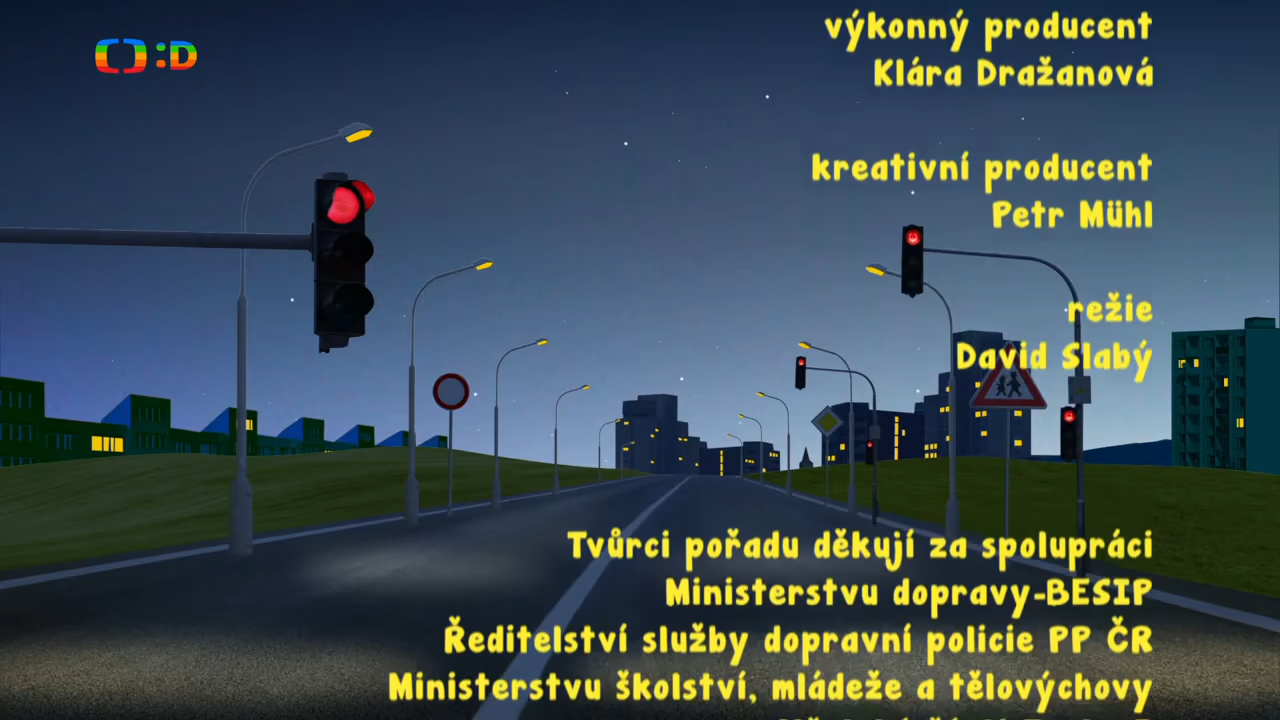 :D
výkonný producent
Klára Dražanová
kreativní producent
Petr Mühl
režie
David Slabý
Tvůrci pořadu děkují za spolupráci
Ministerstvu dopravy-BESIP
Ředitelství služby dopravní policie PP ČR
Ministerstvu školství, mládeže a tělovýchovy